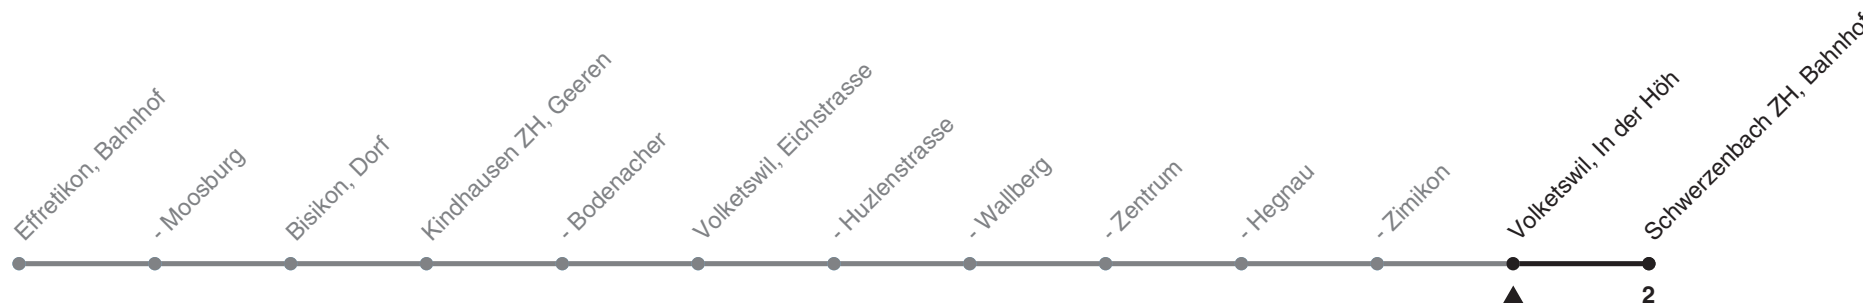 Effretikon, Bahnhof
- Moosburg
Bisikon, Dorf
Kindhausen ZH, Geeren
- Bodenacher
Volketswil, Eichstrasse
- Huzlenstrasse
- Wallberg
- Zentrum
- Hegnau
- Zimikon
Volketswil, In der Höh
Schwerzenbach ZH, Bahnhof
2